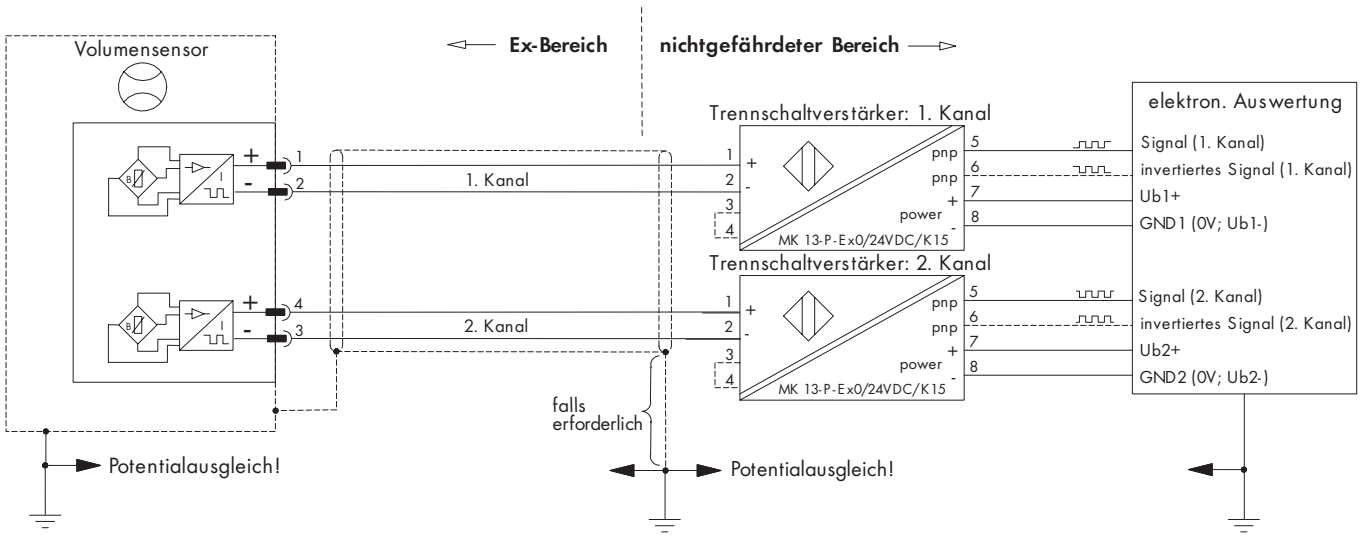 Ex-Bereich
nichtgefährdeter Bereich
Volumensensor
B
I
+
-
1
2
1. Kanal
B
I
+
-
4
3
2. Kanal
Trennschaltverstärker: 1. Kanal
1
2
3
4
+
-
pnp
pnp
+
power
-
5
6
7
8
MK 13-P-Ex0/24VDC/K15
Trennschaltverstärker: 2. Kanal
1
2
3
4
+
-
pnp
pnp
+
power
-
5
6
7
8
MK 13-P-Ex0/24VDC/K15
elektron. Auswertung
Signal (1. Kanal)
invertiertes Signal (1. Kanal)
Ub1+
GND1 (0V; Ub1-)
Signal (2. Kanal)
invertiertes Signal (2. Kanal)
Ub2+
GND2 (0V; Ub2-)
falls
erforderlich
Potentialausgleich!
Potentialausgleich!